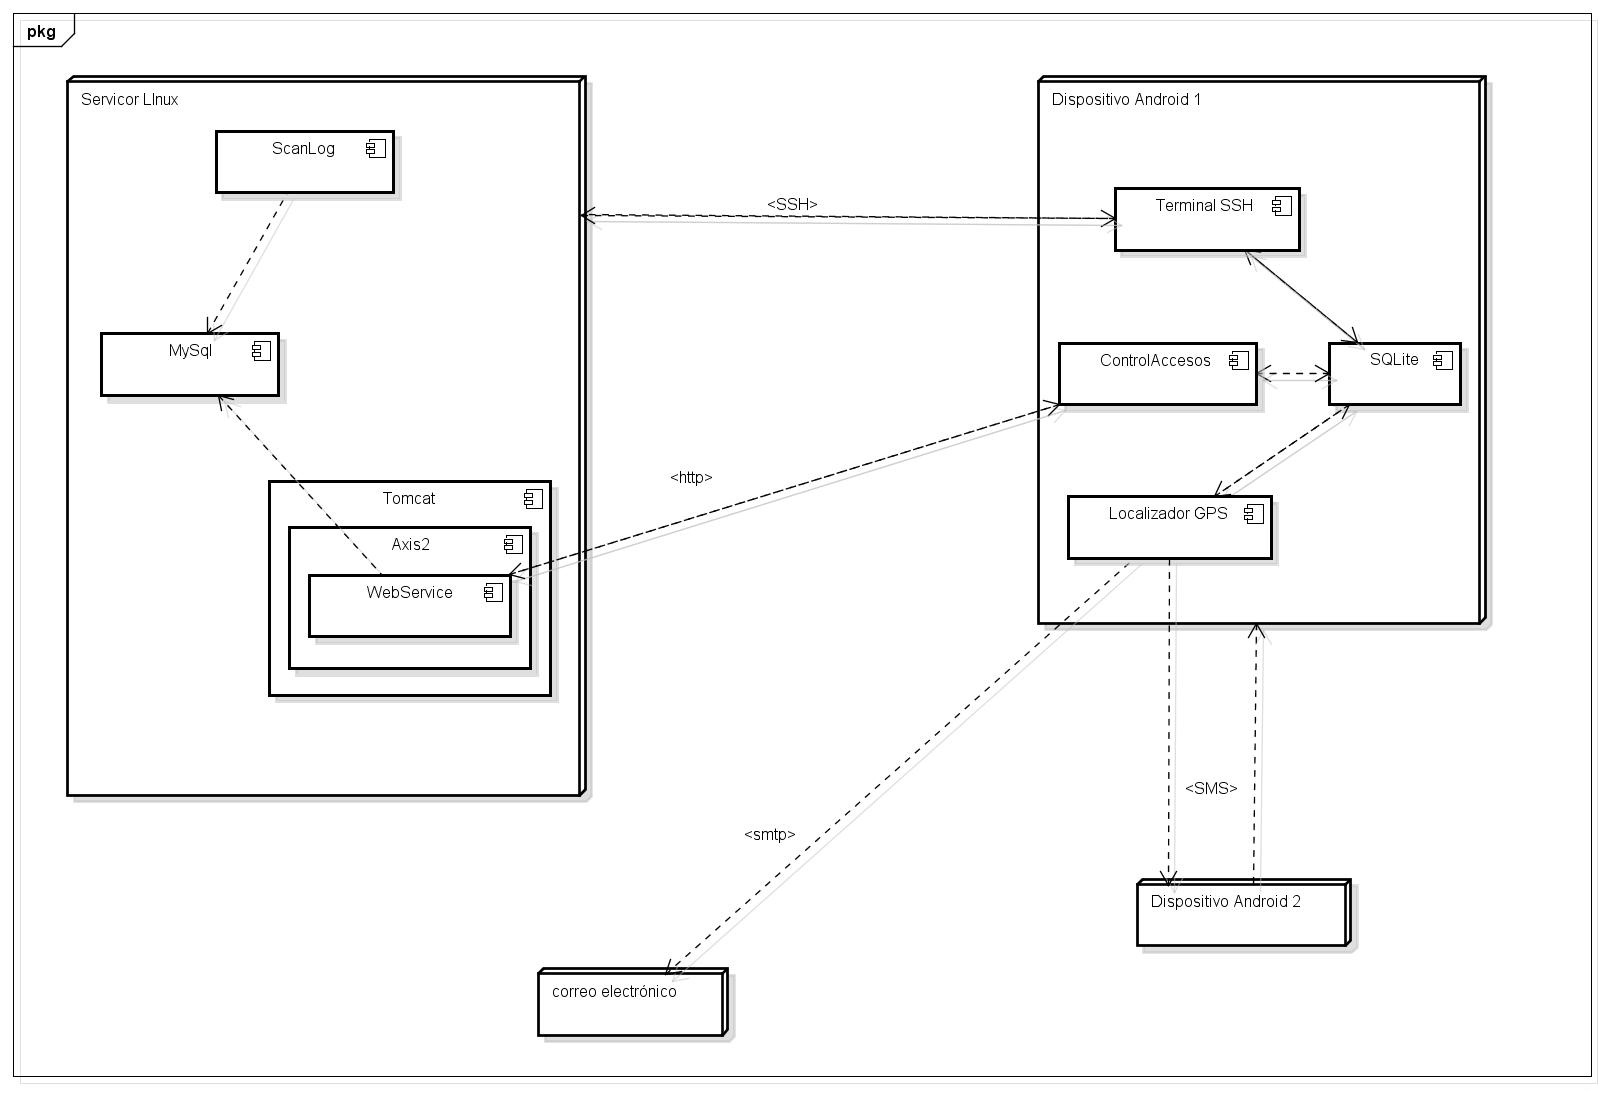 pkg
Servicor LInux
ScanLog
MySql
Tomcat
Axis2
WebService
<SSH>
<http>
<smtp>
<SMS>
Dispositivo Android 1
Terminal SSH
ControlAccesos
SQLite
Localizador GPS
Dispositivo Android 2
correo electrónico